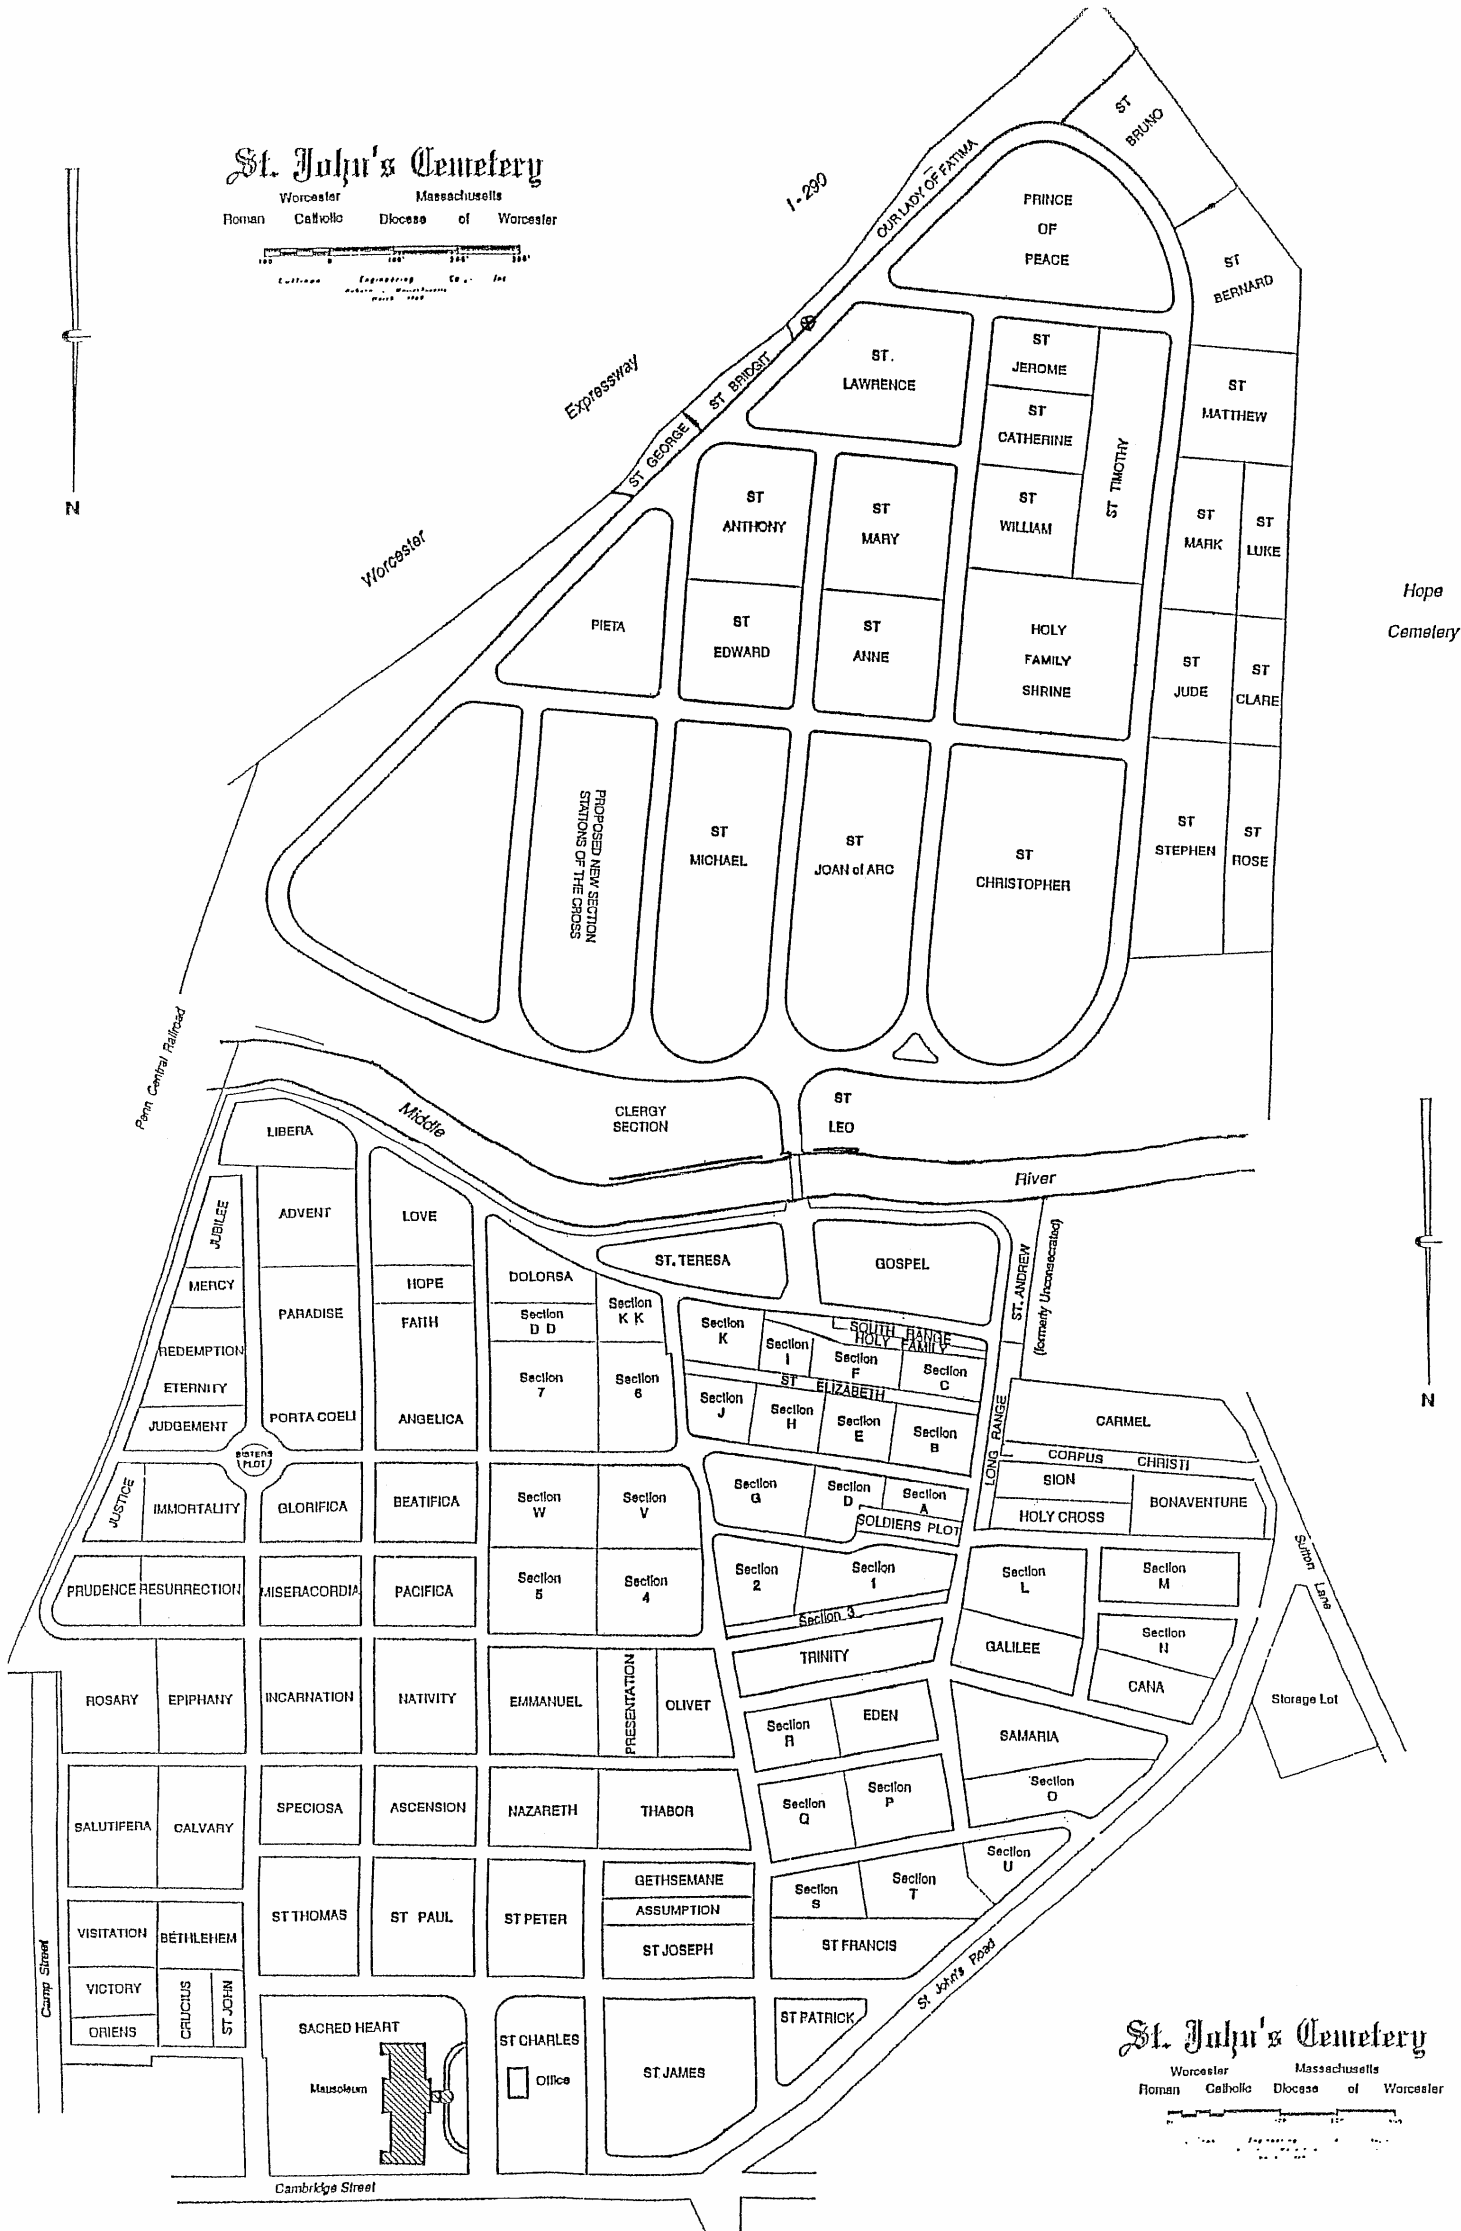 St. John's Cemetery
Worcester Massachusetts
Roman Catholic Diocese of Worcester
N
I-290
Expressway
Worcester
OUR LADY OF FATIMA
ST BRIDGIT
ST GEORGE
ST
BRUNO
PRINCE
OF
PEACE
ST
BERNARD
ST.
LAWRENCE
ST
JEROME
ST
CATHERINE
ST TIMOTHY
ST
MATTHEW
ST
ANTHONY
ST
MARY
ST
WILLIAM
ST
MARK
ST
LUKE
Hope
Cemetery
PIETA
ST
EDWARD
ST
ANNE
HOLY
FAMILY
SHRINE
ST
JUDE
ST
CLARE
PROPOSED NEW SECTION
STATIONS OF THE CROSS
ST
MICHAEL
ST
JOAN of ARC
ST
CHRISTOPHER
ST
STEPHEN
ST
ROSE
Penn Central Railroad
Middle
CLERGY
SECTION
ST
LEO
River
N
LIBERA
JUBILEE
ADVENT
LOVE
ST. TERESA
GOSPEL
ST. ANDREW
(formerly Unconsecrated)
MERCY
PARADISE
HOPE
DOLORSA
FAITH
Section
D D
Section
K K
Section
K
SOUTH RANGE
HOLY FAMILY
Section
I
Section
F
Section
C
REDEMPTION
ETERNITY
JUDGEMENT
PORTA COELI
ANGELICA
Section
7
Section
6
ST ELIZABETH
Section
J
Section
H
Section
E
Section
B
LONG RANGE
CARMEL
CORPUS CHRISTI
SION
BONAVENTURE
HOLY CROSS
SISTERS
PLOT
JUSTICE
IMMORTALITY
GLORIFICA
BEATIFICA
Section
W
Section
V
Section
G
Section
D
Section
A
SOLDIERS PLOT
Sutton Lane
PRUDENCE
RESURRECTION
MISERACORDIA
PACIFICA
Section
5
Section
4
Section
2
Section
1
Section 3
Section
L
Section
M
TRINITY
GALILEE
Section
N
CANA
Storage Lot
ROSARY
EPIPHANY
INCARNATION
NATIVITY
EMMANUEL
PRESENTATION
OLIVET
Section
R
EDEN
SAMARIA
SALUTIFERA
CALVARY
SPECIOSA
ASCENSION
NAZARETH
THABOR
Section
Q
Section
P
Section
O
Section
U
VISITATION
BETHLEHEM
ST THOMAS
ST PAUL
ST PETER
GETHSEMANE
ASSUMPTION
ST JOSEPH
Section
S
Section
T
ST FRANCIS
Camp Street
VICTORY
ORIENS
CRUCIUS
ST JOHN
SACRED HEART
Mausoleum
ST CHARLES
Office
ST JAMES
ST PATRICK
St John's Road
Cambridge Street
St. John's Cemetery
Worcester Massachusetts
Roman Catholic Diocese of Worcester